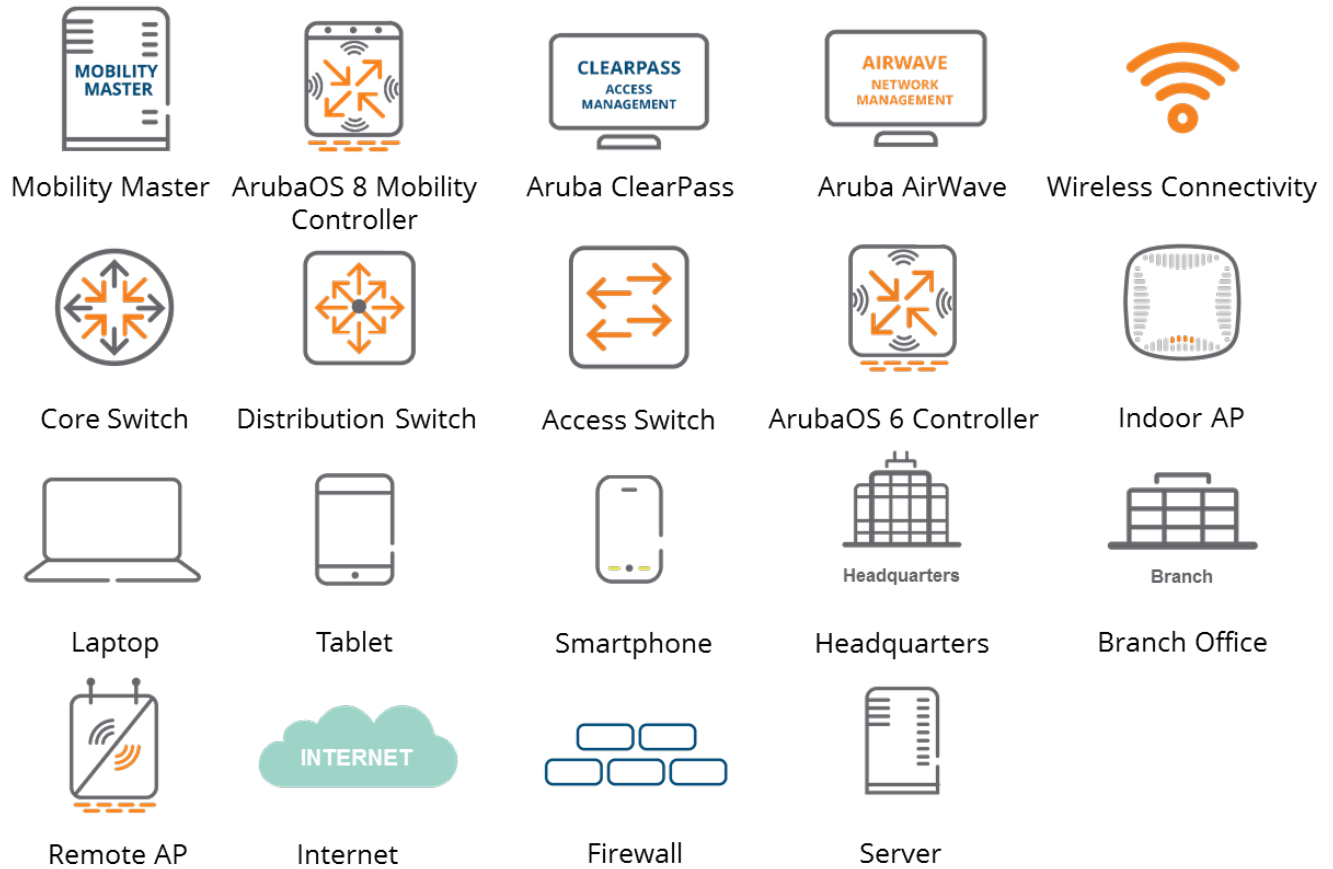 MOBILITY
MASTER
CLEARPASS
ACCESS
MANAGEMENT
AIRWAVE
NETWORK
MANAGEMENT
Mobility Master
ArubaOS 8 Mobility
Controller
Aruba ClearPass
Aruba AirWave
Wireless Connectivity
Core Switch
Distribution Switch
Access Switch
ArubaOS 6 Controller
Indoor AP
Headquarters
Branch
Laptop
Tablet
Smartphone
Headquarters
Branch Office
INTERNET
Remote AP
Internet
Firewall
Server